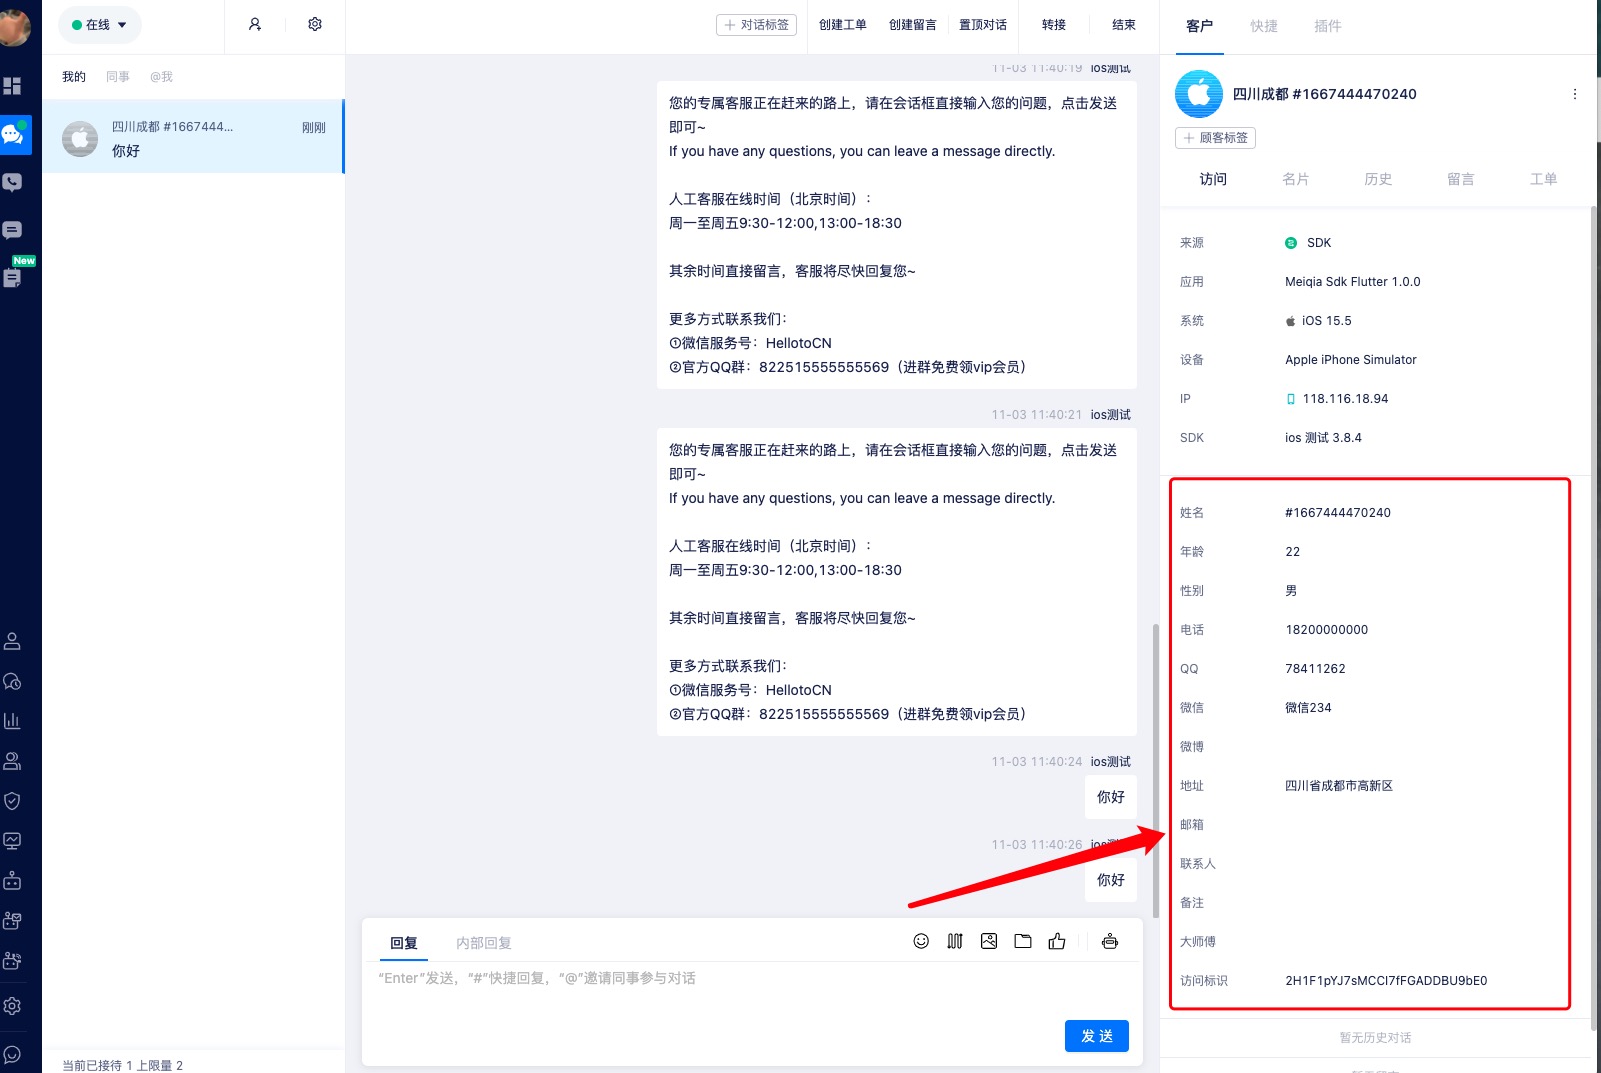 在线
对话标签
创建工单
创建留言
置顶对话
转接
结束
客户
快捷
插件
我的
同事
@我
四川成都 #1667444...
刚刚
你好
New
11-03 11:40:19 ios测试
您的专属客服正在赶来的路上，请在会话框直接输入您的问题，点击发送
即可~
If you have any questions, you can leave a message directly.
人工客服在线时间（北京时间）：
周一至周五9:30-12:00,13:00-18:30
其余时间直接留言，客服将尽快回复您~
更多方式联系我们：
①微信服务号：HellotoCN
②官方QQ群：822515555555569（进群免费领vip会员）
11-03 11:40:21 ios测试
您的专属客服正在赶来的路上，请在会话框直接输入您的问题，点击发送
即可~
If you have any questions, you can leave a message directly.
人工客服在线时间（北京时间）：
周一至周五9:30-12:00,13:00-18:30
其余时间直接留言，客服将尽快回复您~
更多方式联系我们：
①微信服务号：HellotoCN
②官方QQ群：822515555555569（进群免费领vip会员）
11-03 11:40:24 ios测试
你好
11-03 11:40:26
你好
回复
内部回复
“Enter”发送，“#”快捷回复，“@”邀请同事参与对话
发 送
当前已接待 1 上限量 2
四川成都 #1667444470240
顾客标签
访问
名片
历史
留言
工单
来源 SDK
应用 Meiqia Sdk Flutter 1.0.0
系统 iOS 15.5
设备 Apple iPhone Simulator
IP 118.116.18.94
SDK ios 测试 3.8.4
姓名 #1667444470240
年龄 22
性别 男
电话 18200000000
QQ 78411262
微信 微信234
微博
地址 四川省成都市高新区
邮箱
联系人
备注
大师傅
访问标识 2H1F1pYJ7sMCCl7fFGADDBU9bE0
暂无历史对话